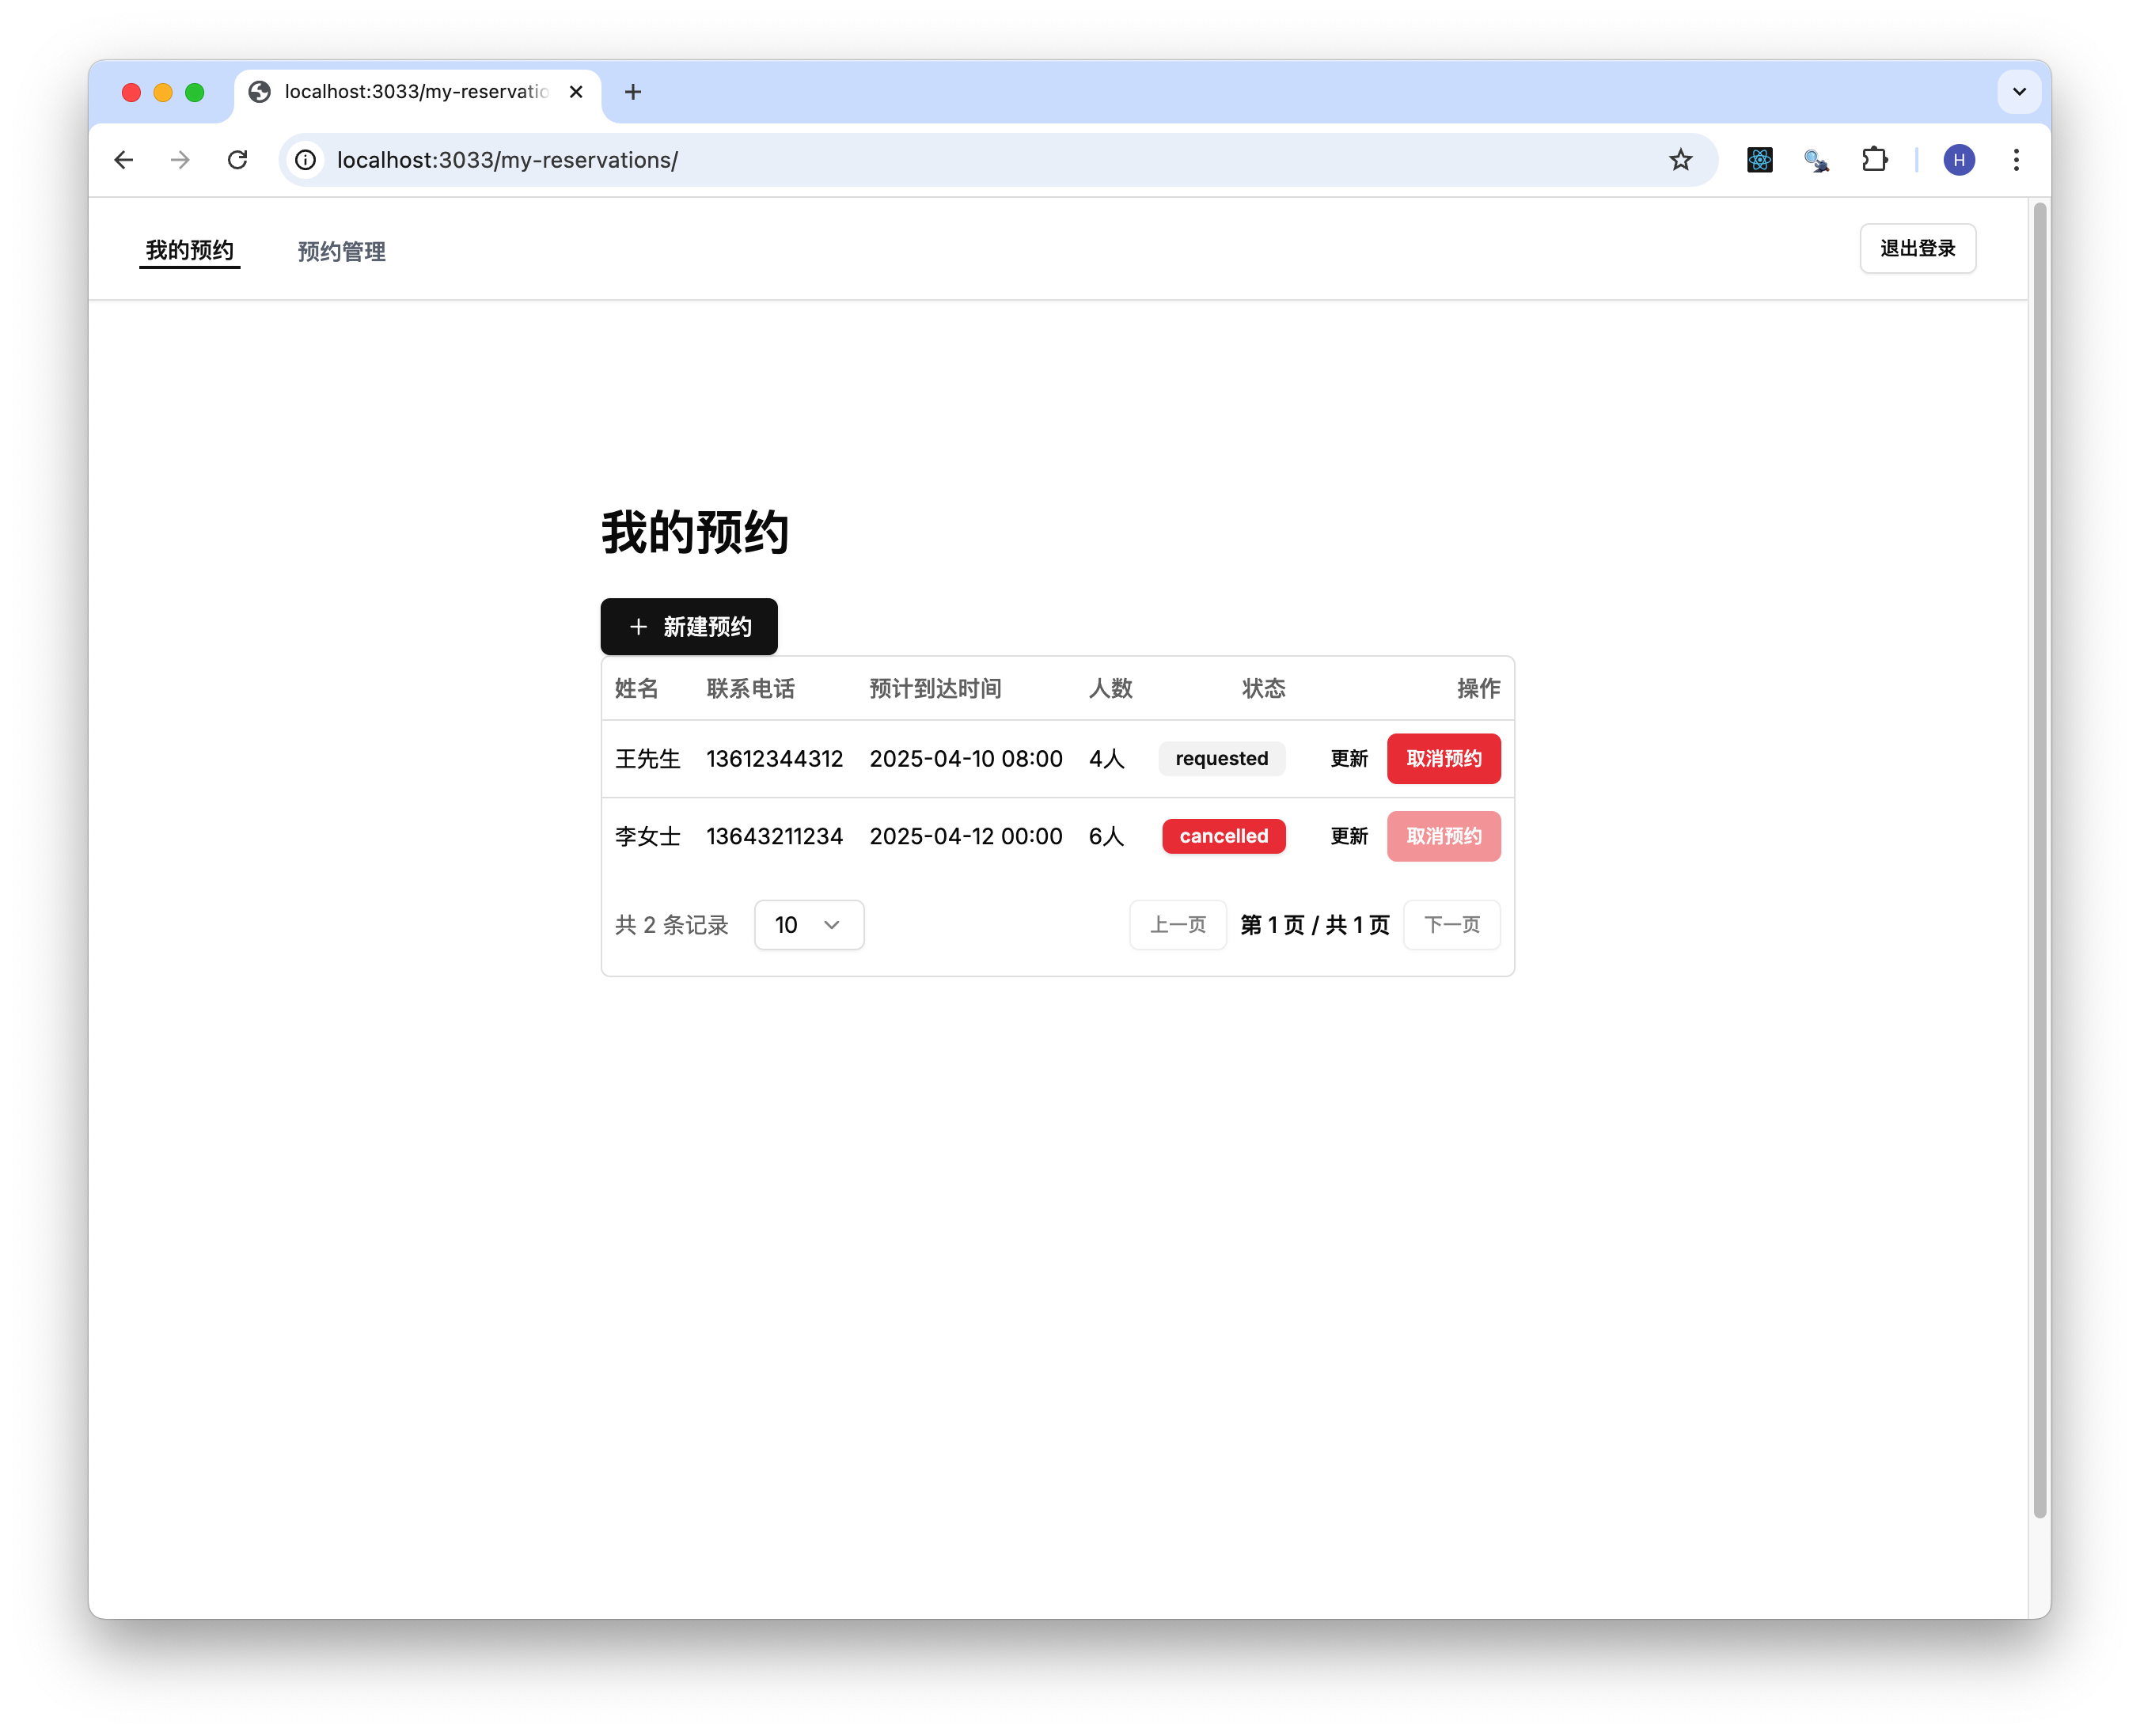 localhost:3033/my-reservatio
localhost:3033/my-reservations/
H
我的预约 预约管理 退出登录
我的预约
+ 新建预约
姓名 联系电话 预计到达时间 人数 状态 操作
王先生 13612344312 2025-04-10 08:00 4人 requested 更新 取消预约
李女士 13643211234 2025-04-12 00:00 6人 cancelled 更新 取消预约
共 2 条记录 10 上一页 第 1 页 / 共 1 页 下一页